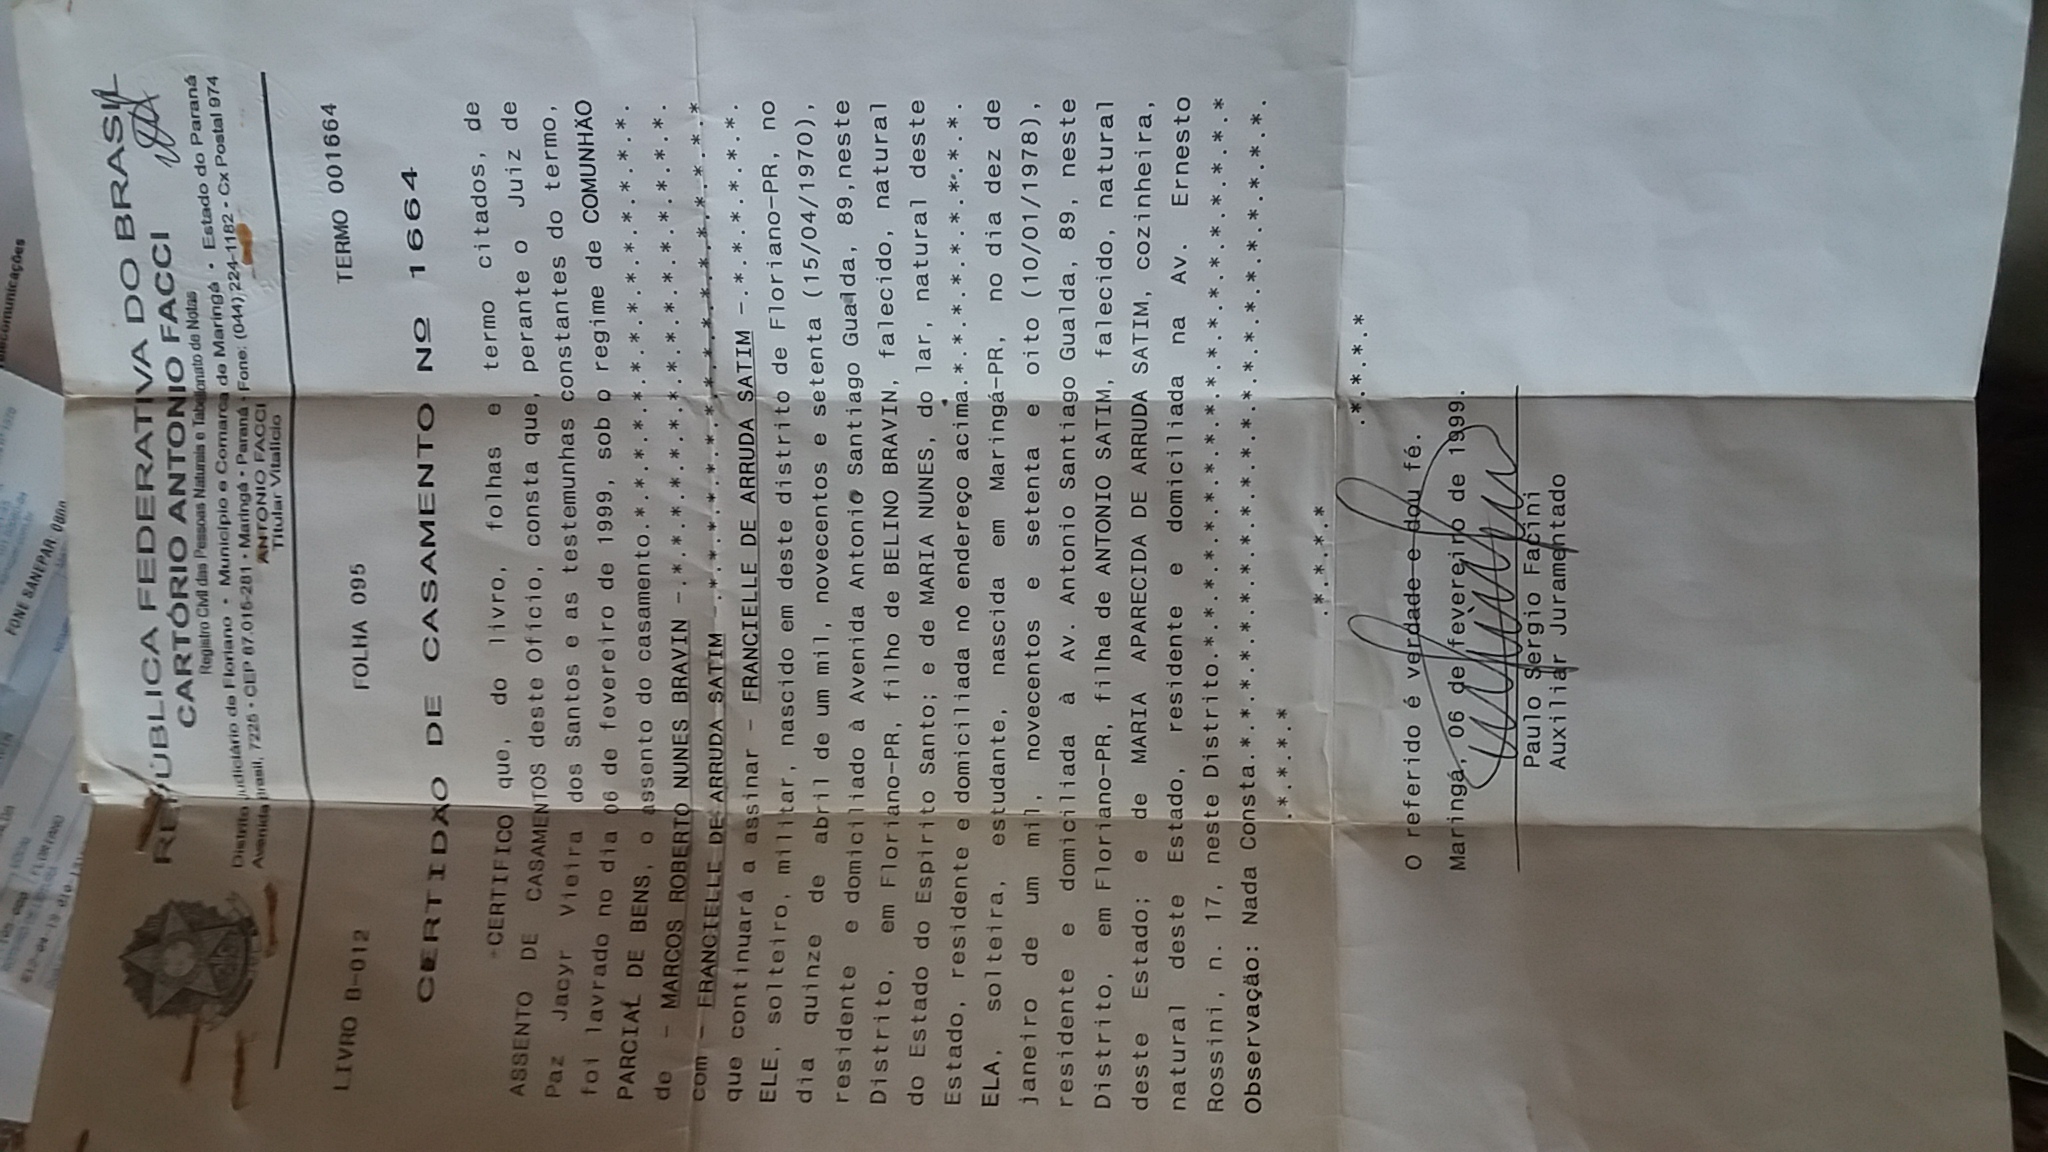 REPÚBLICA FEDERATIVA DO BRASIL
CARTÓRIO ANTONIO FACCI
Registro Civil das Pessoas Naturais e Tabelionato de Notas
Distrito Judiciário de Floriano • Município e Comarca de Maringá • Estado do Paraná
Avenida Brasil, 7225 • CEP 87.015-281 • Maringá • Paraná • Fone: (044) 224-1182 • Cx Postal 974
ANTONIO FACCI
Titular Vitalício
LIVRO B-012 FOLHA 095 TERMO 001664
CERTIDÃO DE CASAMENTO Nº 1664
CERTIFICO que, do livro, folhas e termo citados, de
ASSENTO DE CASAMENTOS deste Ofício, consta que, perante o Juiz de
Paz Jacyr Vieira dos Santos e as testemunhas constantes do termo,
foi lavrado no dia 06 de fevereiro de 1999, sob o regime de COMUNHÃO
PARCIAL DE BENS, o assento do casamento.*.*.*.*.*.*.*.*.*.*.*.*.*.
de - MARCOS ROBERTO NUNES BRAVIN -.*.*.*.*.*.*.*.*.*.*.*.*.*.*.*.
com - FRANCIELLE DE ARRUDA SATIM -.*.*.*.*.*.*.*.*.*.*.*.*.*.*.*
que continuará a assinar - FRANCIELLE DE ARRUDA SATIM -.*.*.*.*.*.
ELE, solteiro, militar, nascido em deste distrito de Floriano-PR, no
dia quinze de abril de um mil, novecentos e setenta (15/04/1970),
residente e domiciliado à Avenida Antonio Santiago Gualda, 89,neste
Distrito, em Floriano-PR, filho de BELINO BRAVIN, falecido, natural
do Estado do Espirito Santo; e de MARIA NUNES, do lar, natural deste
Estado, residente e domiciliada no endereço acima.*.*.*.*.*.*.*.*.
ELA, solteira, estudante, nascida em Maringá-PR, no dia dez de
janeiro de um mil, novecentos e setenta e oito (10/01/1978),
residente e domiciliada à Av. Antonio Santiago Gualda, 89, neste
Distrito, em Floriano-PR, filha de ANTONIO SATIM, falecido, natural
deste Estado; e de MARIA APARECIDA DE ARRUDA SATIM, cozinheira,
natural deste Estado, residente e domiciliada na Av. Ernesto
Rossini, n. 17, neste Distrito.*.*.*.*.*.*.*.*.*.*.*.*.*.*.*.*.*.*
Observação: Nada Consta.*.*.*.*.*.*.*.*.*.*.*.*.*.*.*.*.*.*.*.*.*.
.*.*.*.*
.*.*.*.*
.*.*.*.*
O referido é verdade e dou fé.
Maringá, 06 de fevereiro de 1999.
Paulo Sergio Facini
Auxiliar Juramentado
FONE SANEPAR